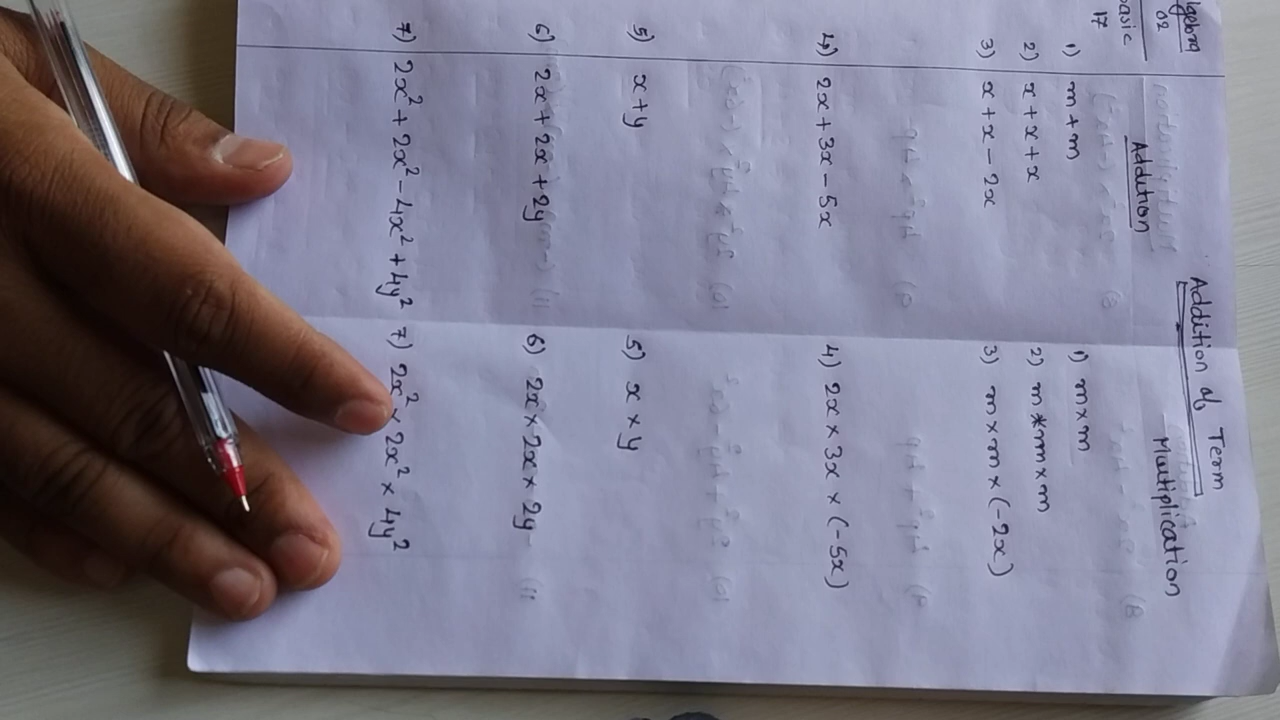 lgebra
02
basic
17
Addition of Term
Addition
1) m + m
2) x + x + x
3) x + x - 2x
4) 2x + 3x - 5x
5) x + y
6) 2x + 2x + 2y
7) 2x² + 2x² - 4x² + 4y²
Multiplication
1) m × m
2) m * m × m
3) m × m × (-2x)
4) 2x × 3x × (-5x)
5) x × y
6) 2x × 2x × 2y
7) 2x² × 2x² × 4y²